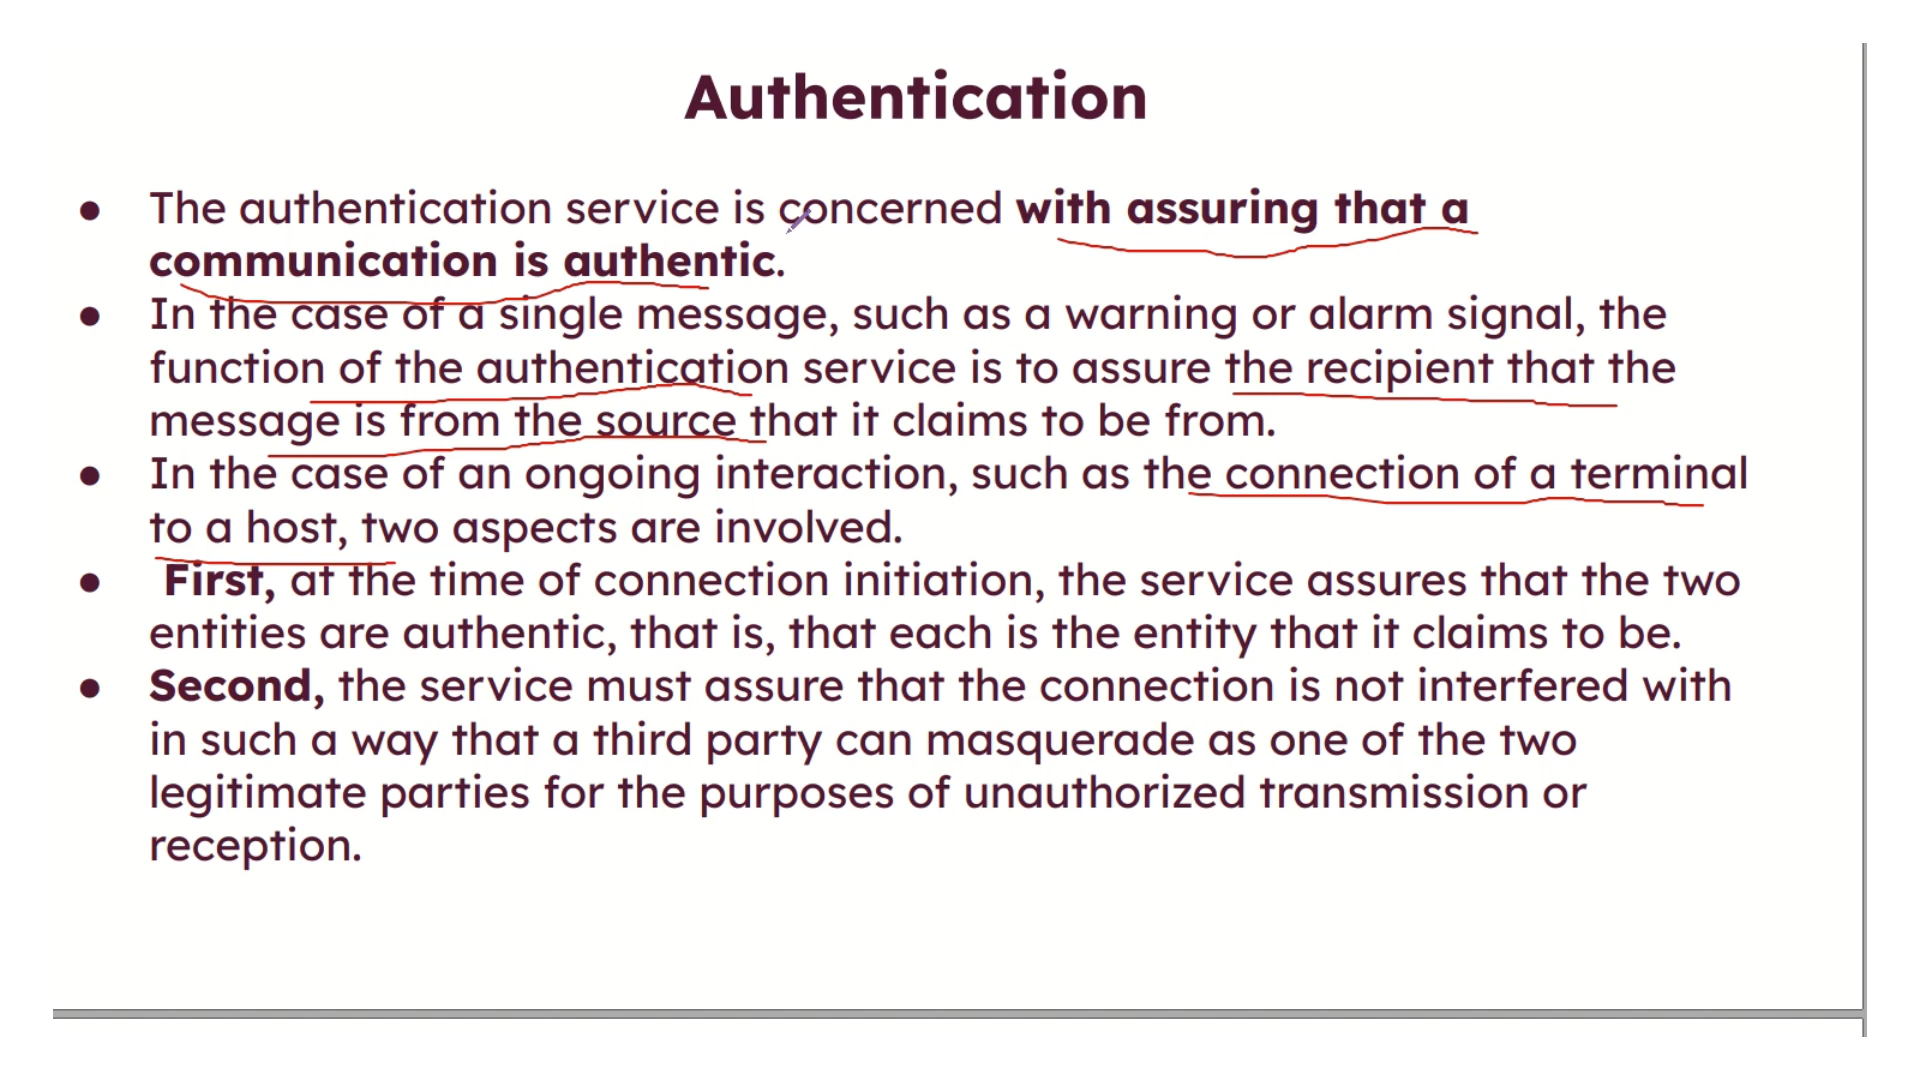 Authentication
● The authentication service is concerned with assuring that a
communication is authentic.
● In the case of a single message, such as a warning or alarm signal, the
function of the authentication service is to assure the recipient that the
message is from the source that it claims to be from.
● In the case of an ongoing interaction, such as the connection of a terminal
to a host, two aspects are involved.
● First, at the time of connection initiation, the service assures that the two
entities are authentic, that is, that each is the entity that it claims to be.
● Second, the service must assure that the connection is not interfered with
in such a way that a third party can masquerade as one of the two
legitimate parties for the purposes of unauthorized transmission or
reception.